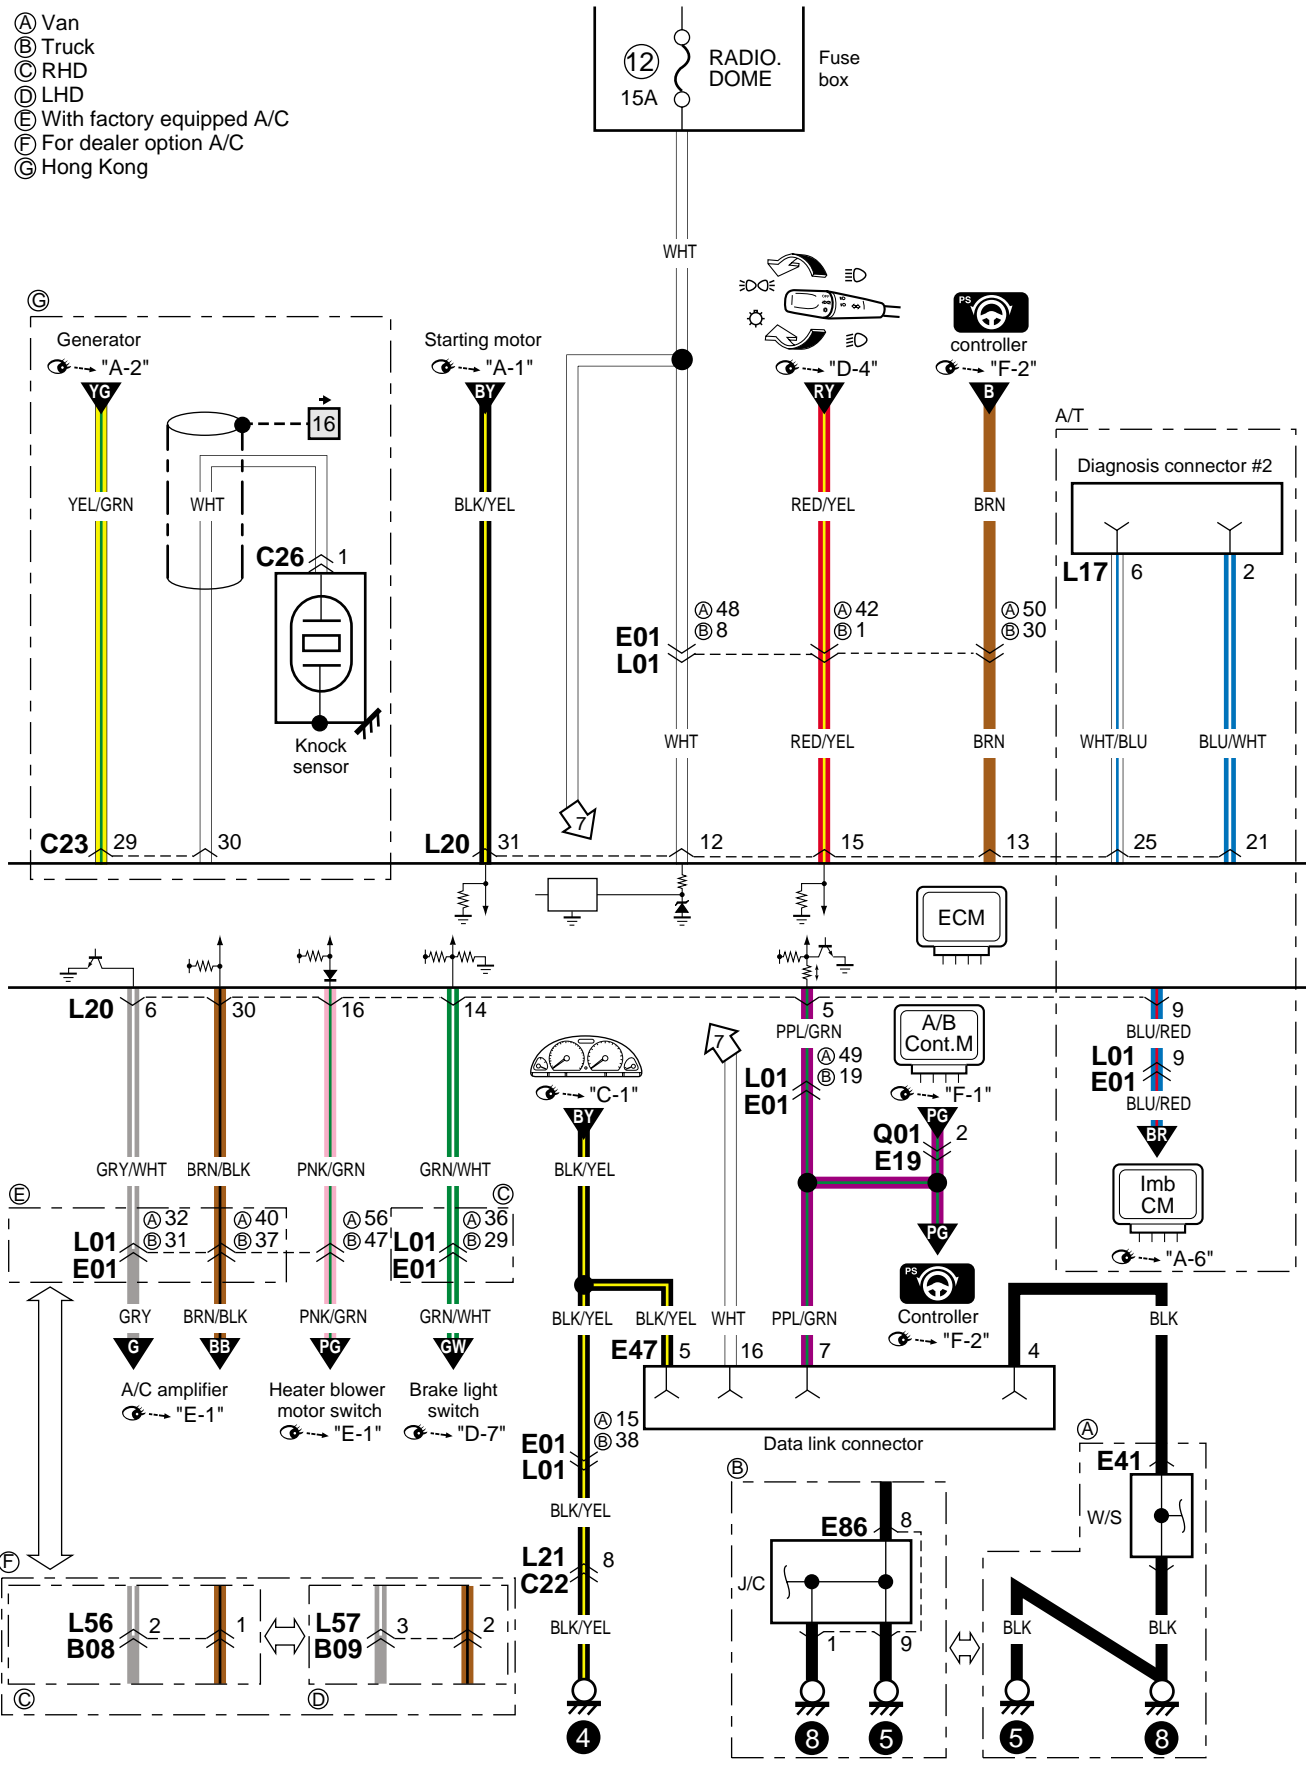 A Van
B Truck
C RHD
D LHD
E With factory equipped A/C
F For dealer option A/C
G Hong Kong
12
15A
RADIO.
DOME
Fuse
box
WHT
G
Generator
"A-2"
YG
16
YEL/GRN
WHT
C26
1
Knock
sensor
C23
29
30
Starting motor
"A-1"
BY
BLK/YEL
L20
31
7
"D-4"
RY
RED/YEL
PS
controller
"F-2"
B
BRN
A/T
Diagnosis connector #2
L17
6
2
E01
L01
A 48
B 8
A 42
B 1
A 50
B 30
WHT
RED/YEL
BRN
WHT/BLU
BLU/WHT
12
15
13
25
21
ECM
L20
6
30
16
14
5
9
PPL/GRN
BLU/RED
A/B
Cont.M
"F-1"
7
"C-1"
BY
L01
E01
A 49
B 19
L01
E01
9
BLU/RED
BR
PG
Q01
E19
2
GRY/WHT
BRN/BLK
PNK/GRN
GRN/WHT
BLK/YEL
Imb
CM
"A-6"
E
C
L01
E01
A 32
B 31
A 40
B 37
A 56
B 47
L01
E01
A 36
B 29
PG
PS
Controller
"F-2"
GRY
BRN/BLK
PNK/GRN
GRN/WHT
BLK/YEL
BLK/YEL
WHT
PPL/GRN
BLK
G
BB
PG
GW
E47
5
16
7
4
A/C amplifier
"E-1"
Heater blower
motor switch
"E-1"
Brake light
switch
"D-7"
Data link connector
E01
L01
A 15
B 38
BLK/YEL
L21
C22
8
BLK/YEL
4
B
E86
8
J/C
1
9
8
5
A
E41
W/S
BLK
BLK
5
8
F
L56
B08
2
1
C
L57
B09
3
2
D